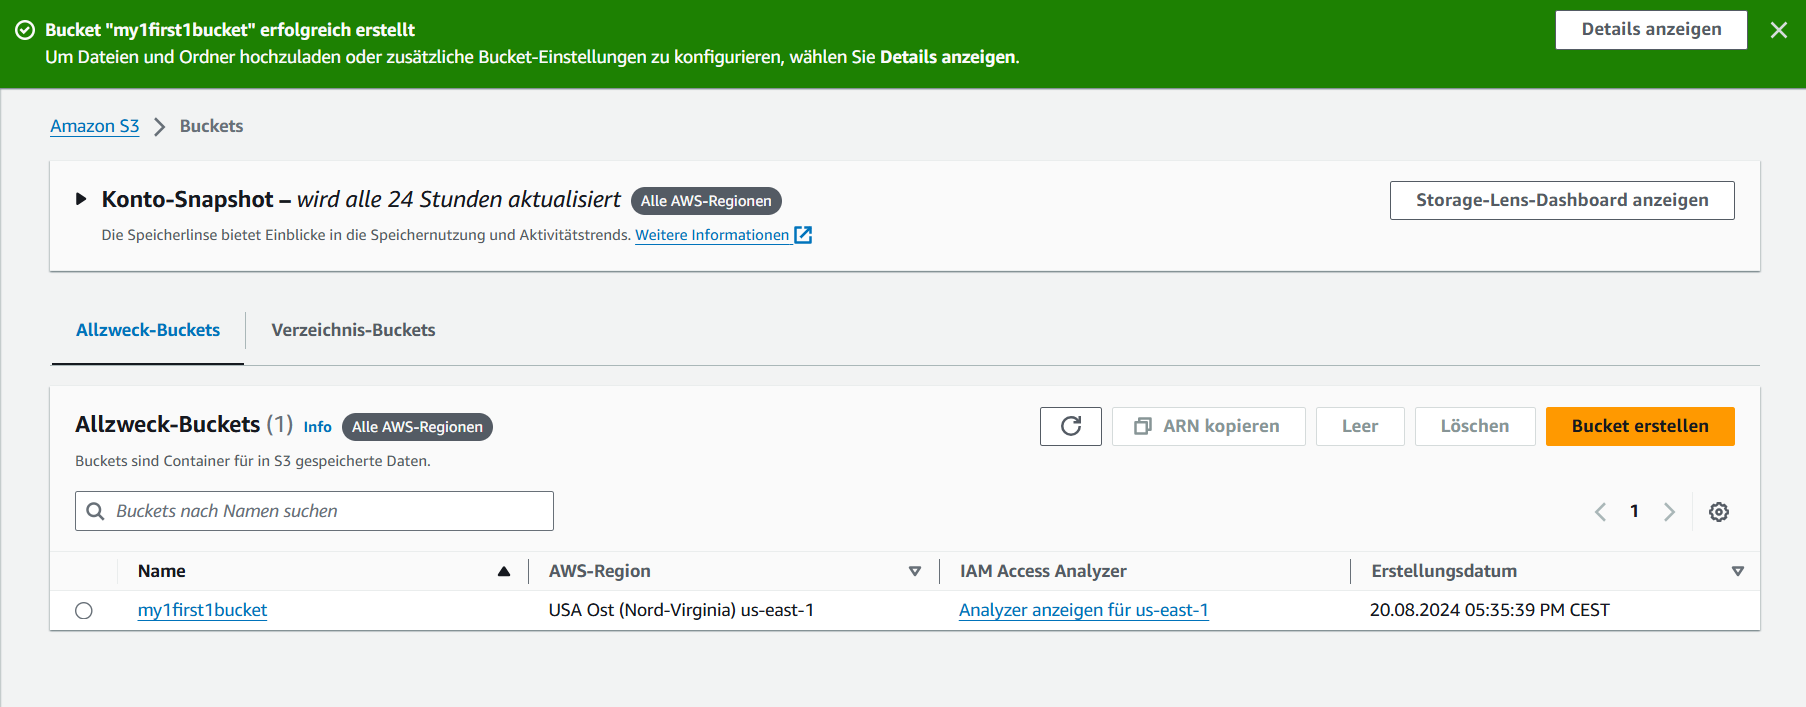 Bucket "my1first1bucket" erfolgreich erstellt
Um Dateien und Ordner hochzuladen oder zusätzliche Bucket-Einstellungen zu konfigurieren, wählen Sie Details anzeigen.
Details anzeigen
Amazon S3 Buckets
Konto-Snapshot – wird alle 24 Stunden aktualisiert Alle AWS-Regionen
Die Speicherlinse bietet Einblicke in die Speichernutzung und Aktivitätstrends. Weitere Informationen
Storage-Lens-Dashboard anzeigen
Allzweck-Buckets Verzeichnis-Buckets
Allzweck-Buckets (1) Info Alle AWS-Regionen
Buckets sind Container für in S3 gespeicherte Daten.
ARN kopieren Leer Löschen Bucket erstellen
Buckets nach Namen suchen
1
Name AWS-Region IAM Access Analyzer Erstellungsdatum
my1first1bucket USA Ost (Nord-Virginia) us-east-1 Analyzer anzeigen für us-east-1 20.08.2024 05:35:39 PM CEST